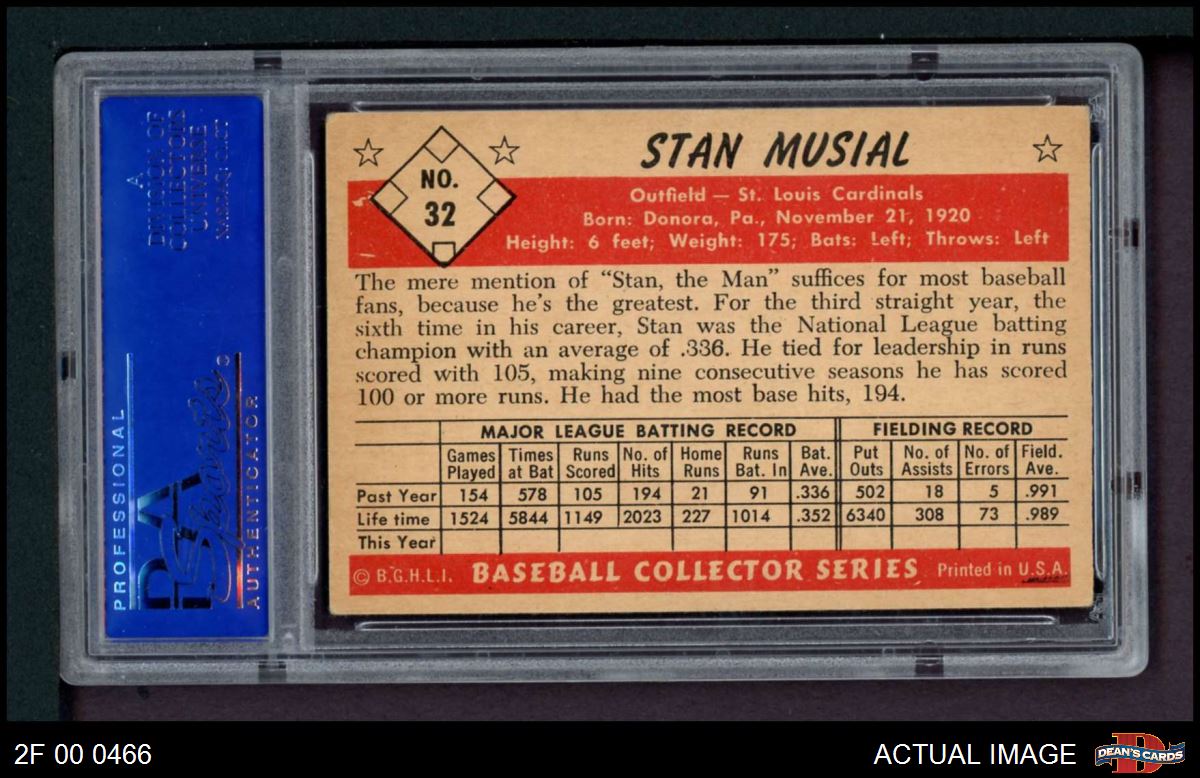 A
DIVISION OF
COLLECTORS
UNIVERSE
NASDAQ: CLCT
PROFESSIONAL
PSA
Sports
AUTHENTICATOR
NO.
32
STAN MUSIAL
Outfield — St. Louis Cardinals
Born: Donora, Pa., November 21, 1920
Height: 6 feet; Weight: 175; Bats: Left; Throws: Left
The mere mention of "Stan, the Man" suffices for most baseball
fans, because he's the greatest. For the third straight year, the
sixth time in his career, Stan was the National League batting
champion with an average of .336. He tied for leadership in runs
scored with 105, making nine consecutive seasons he has scored
100 or more runs. He had the most base hits, 194.
MAJOR LEAGUE BATTING RECORD FIELDING RECORD
Games Times Runs No. of Home Runs Bat. Put No. of No. of Field.
Played at Bat Scored Hits Runs Bat. In Ave. Outs Assists Errors Ave.
Past Year 154 578 105 194 21 91 .336 502 18 5 .991
Life time 1524 5844 1149 2023 227 1014 .352 6340 308 73 .989
This Year
© B.G.H.L.I. BASEBALL COLLECTOR SERIES Printed in U.S.A.
2F 00 0466
ACTUAL IMAGE
DEAN'S CARDS